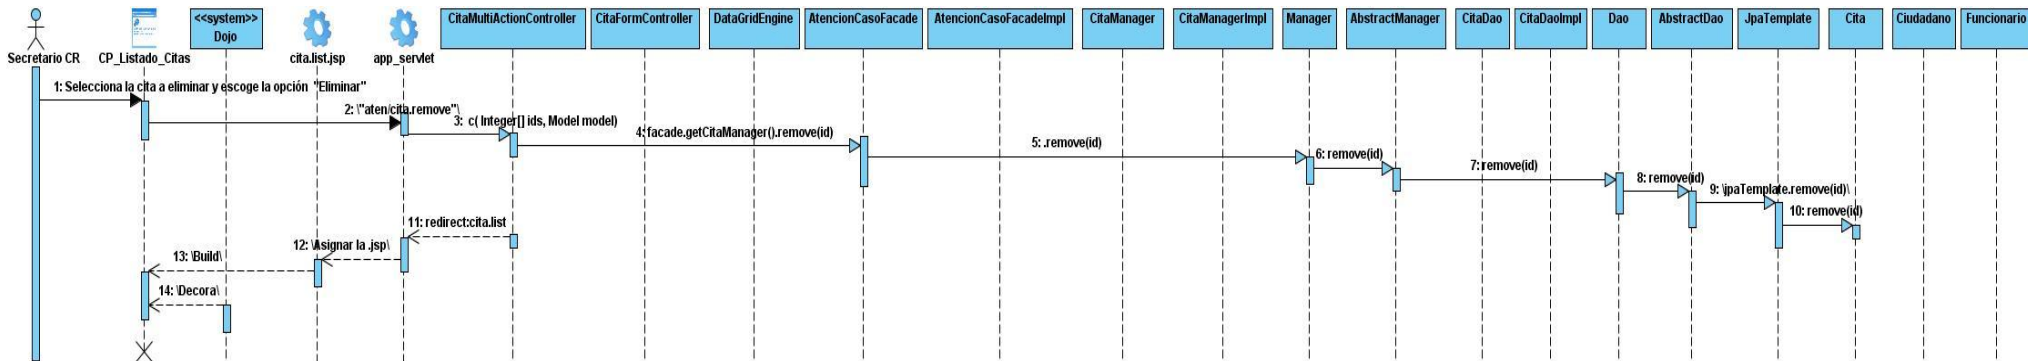 Secretario CR
CP_Listado_Citas
<<system>>
Dojo
cita.list.jsp
app_servlet
CitaMultiActionController
CitaFormController
DataGridEngine
AtencionCasoFacade
AtencionCasoFacadeImpl
CitaManager
CitaManagerImpl
Manager
AbstractManager
CitaDao
CitaDaoImpl
Dao
AbstractDao
JpaTemplate
Cita
Ciudadano
Funcionario
1: Selecciona la cita a eliminar y escoge la opción "Eliminar"
2: \"aten/cita.remove"\
3: c( Integer[] ids, Model model)
4: facade.getCitaManager().remove(id)
5: .remove(id)
6: remove(id)
7: remove(id)
8: remove(id)
9: \jpaTemplate.remove(id)\
10: remove(id)
11: redirect:cita.list
12: \Asignar la .jsp\
13: \Build\
14: \Decora\